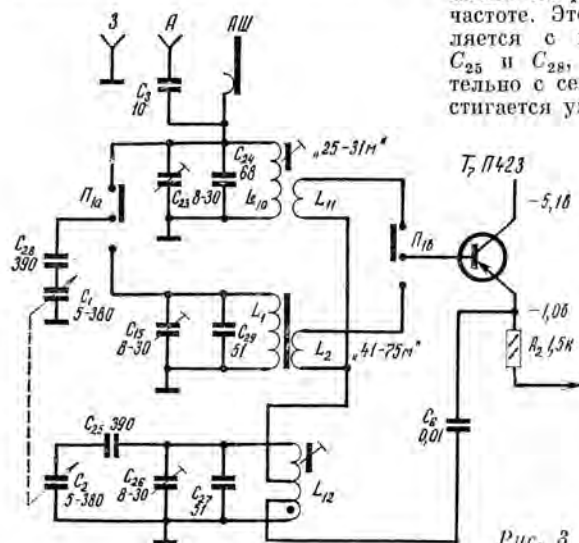 частоте. Это
ляется с
C₂₅ и C₂₈,
тельно с се
стигается у
З
А
АШ
C₃
10
„25-31м"
C₂₄
68
C₂₃ 8-30
L₁₁
П₁ₐ
П₁в
C₂₈
390
C₁
5-380
C₁₅
8-30
C₂₉
51
L₁
L₂
„41-75м"
T₇ П423
-5,1в
-1,0в
R₂ 1,5к
C₆
0,01
C₂₅ 390
C₂
5-380
C₂₆
8-30
C₂₇
51
L₁₂
Рис. 3